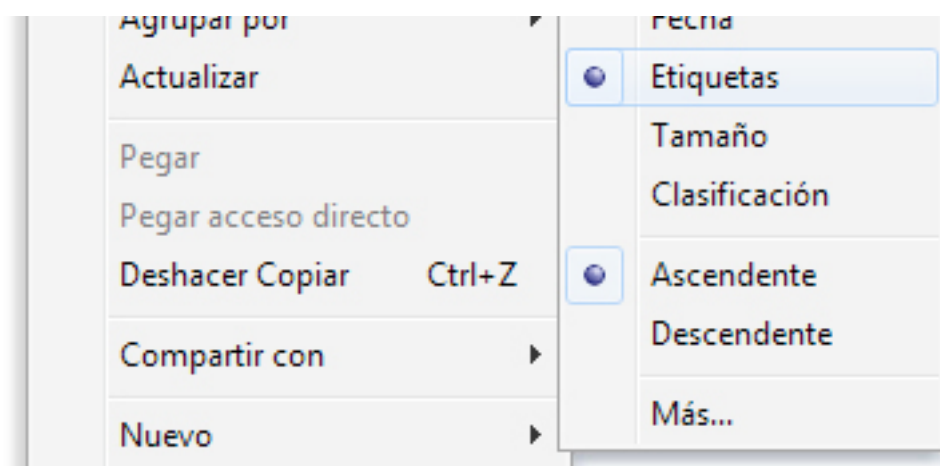 Agrupar por
Actualizar
Pegar
Pegar acceso directo
Deshacer Copiar Ctrl+Z
Compartir con
Nuevo
Fecha
Etiquetas
Tamaño
Clasificación
Ascendente
Descendente
Más...